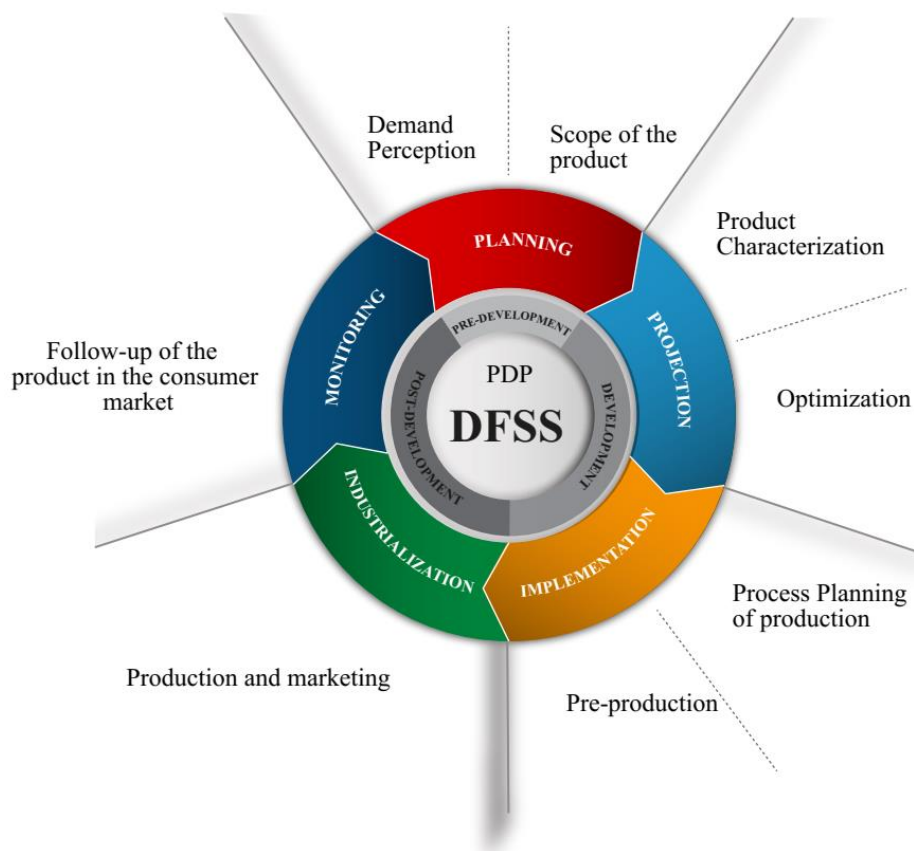 Demand
Perception
Scope of the
product
PLANNING
Product
Characterization
PROJECTION
Optimization
Process Planning
of production
IMPLEMENTATION
Pre-production
INDUSTRIALIZATION
Production and marketing
MONITORING
Follow-up of the
product in the consumer
market
PRE-DEVELOPMENT
DEVELOPMENT
POST-DEVELOPMENT
PDP
DFSS